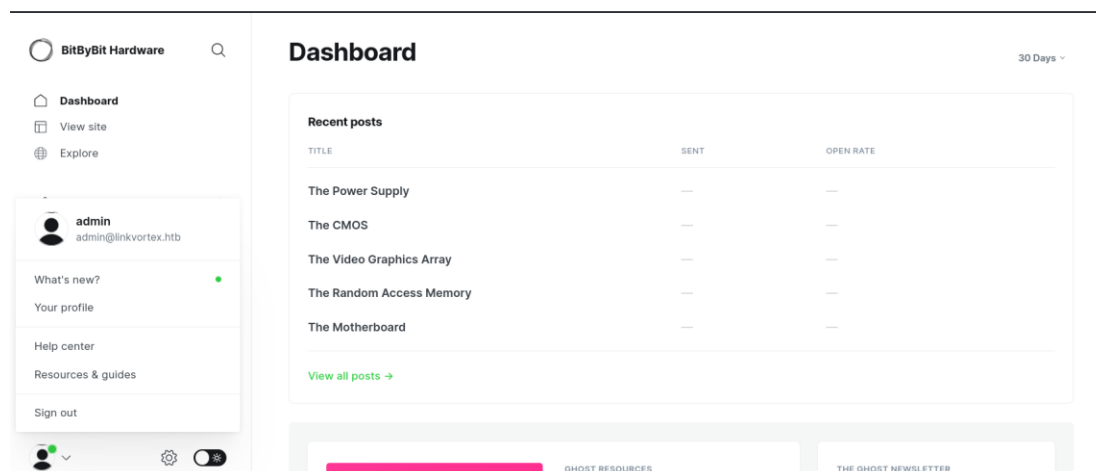 BitByBit Hardware
Dashboard
View site
Explore
admin
admin@linkvortex.htb
What's new?
Your profile
Help center
Resources & guides
Sign out
Dashboard
30 Days
Recent posts
TITLE SENT OPEN RATE
The Power Supply — —
The CMOS — —
The Video Graphics Array — —
The Random Access Memory — —
The Motherboard — —
View all posts →
GHOST RESOURCES
THE GHOST NEWSLETTER